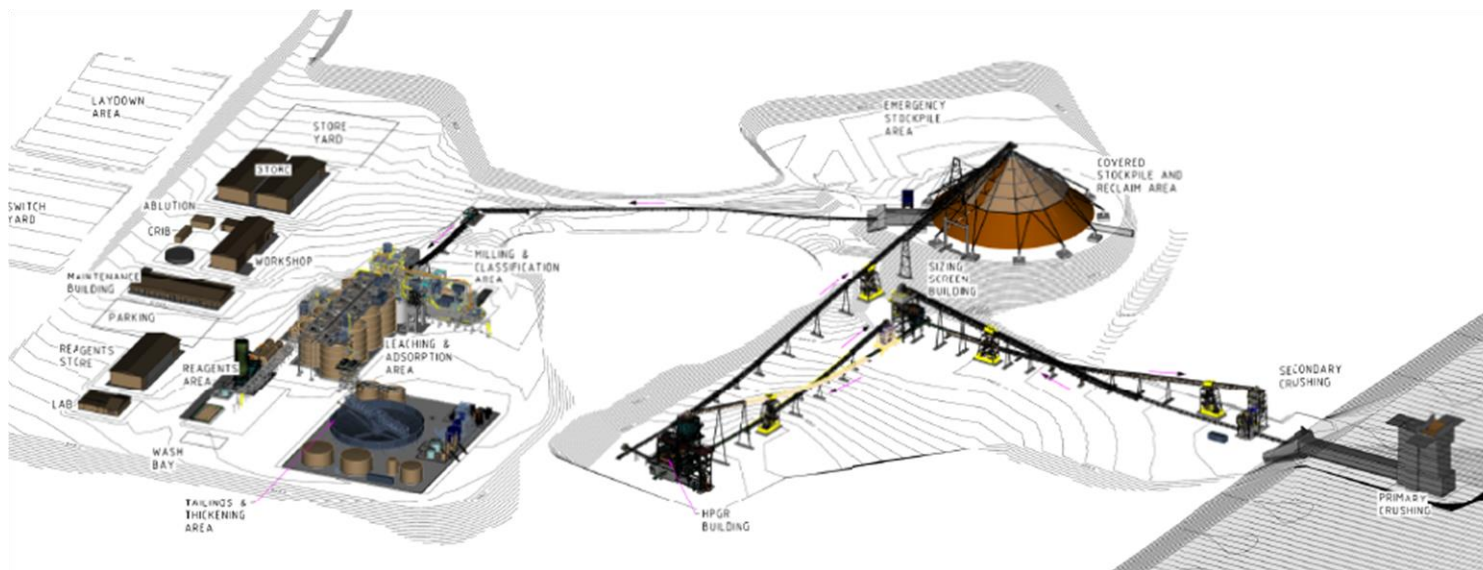 LAYDOWN
AREA
STORE
YARD
STORE
SWITCH
YARD
ABLUTION
CRIB
WORKSHOP
MAINTENANCE
BUILDING
PARKING
REAGENTS
STORE
REAGENTS
AREA
LAB
WASH
BAY
TAILINGS &
THICKENING
AREA
MILLING &
CLASSIFICATION
AREA
LEACHING &
ADSORPTION
AREA
EMERGENCY
STOCKPILE
AREA
COVERED
STOCKPILE AND
RECLAIM AREA
SIZING
SCREEN
BUILDING
HPGR
BUILDING
SECONDARY
CRUSHING
PRIMARY
CRUSHING